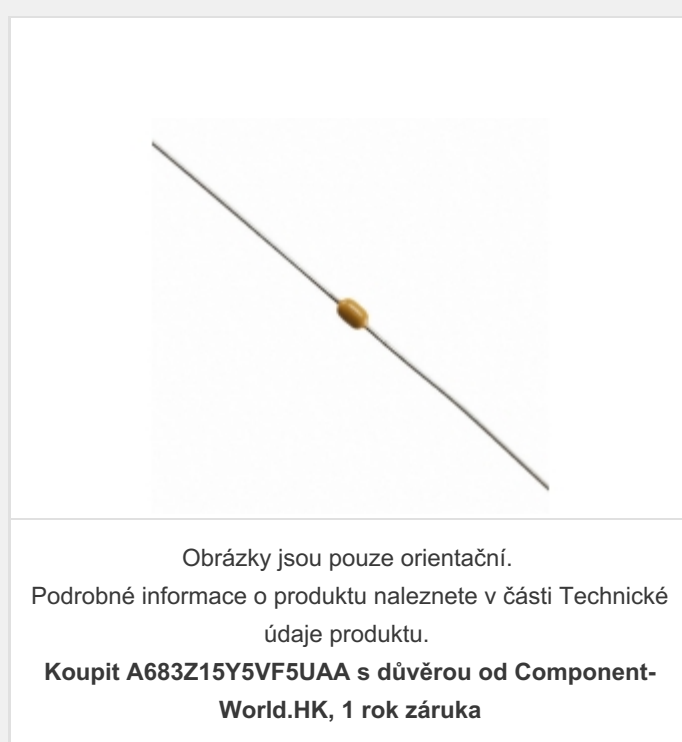 Obrázky jsou pouze orientační.
Podrobné informace o produktu naleznete v části Technické
údaje produktu.
Koupit A683Z15Y5VF5UAA s důvěrou od Component-
World.HK, 1 rok záruka